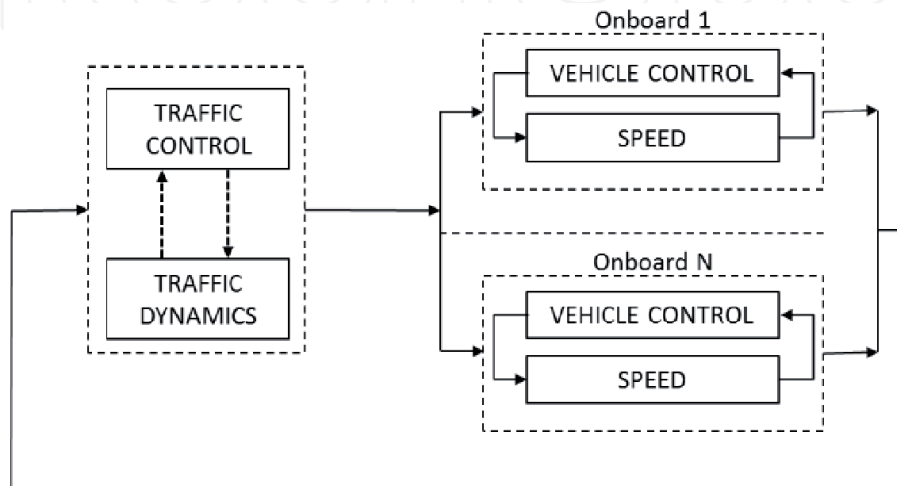 Onboard 1
VEHICLE CONTROL
SPEED
TRAFFIC
CONTROL
TRAFFIC
DYNAMICS
Onboard N
VEHICLE CONTROL
SPEED